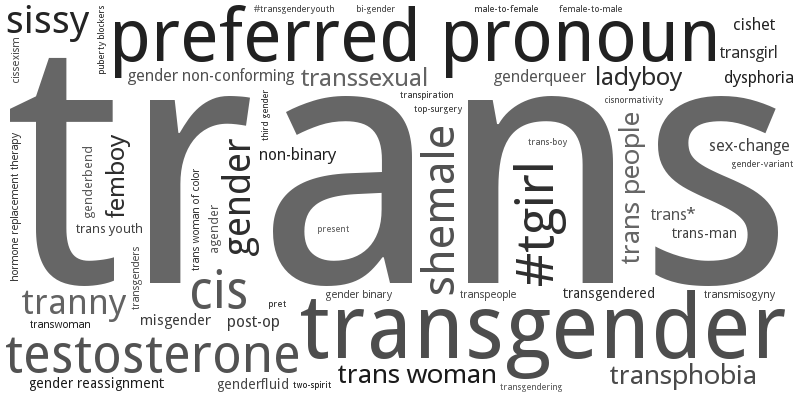 sissy
cissexism
puberty blockers
#transgenderyouth
bi-gender
male-to-female
female-to-male
preferred pronoun
cishet
transgirl
gender non-conforming
transsexual
genderqueer
ladyboy
dysphoria
trans
third gender
transpiration
top-surgery
cisnormativity
hormone replacement therapy
genderbend
femboy
trans woman of color
agender
gender
non-binary
shemale
trans-boy
#tgirl
trans people
sex-change
gender-variant
trans*
trans-man
trans youth
present
transgenders
cis
tranny
transwoman
misgender
post-op
pret
gender binary
transpeople
transgendered
transmisogyny
transgender
testosterone
gender reassignment
genderfluid
two-spirit
trans woman
transgendering
transphobia